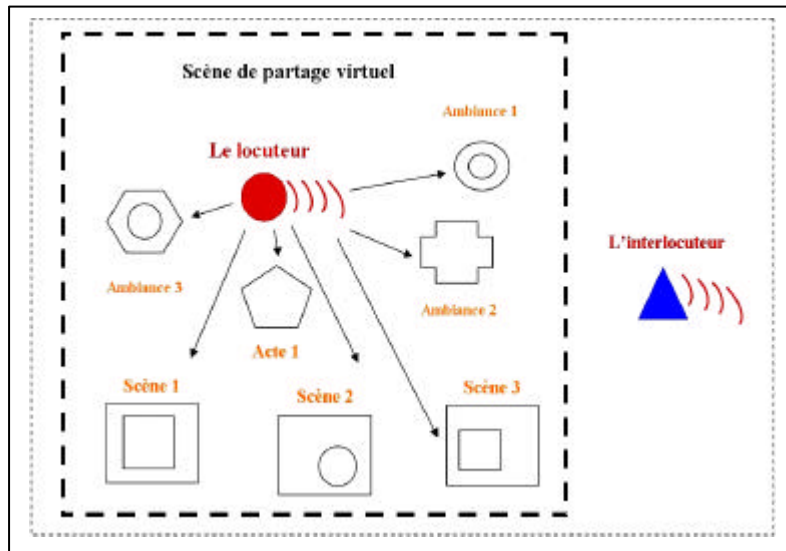 Scène de partage virtuel
Ambiance 1
Le locuteur
L'interlocuteur
Ambiance 3
Ambiance 2
Acte 1
Scène 1
Scène 2
Scène 3